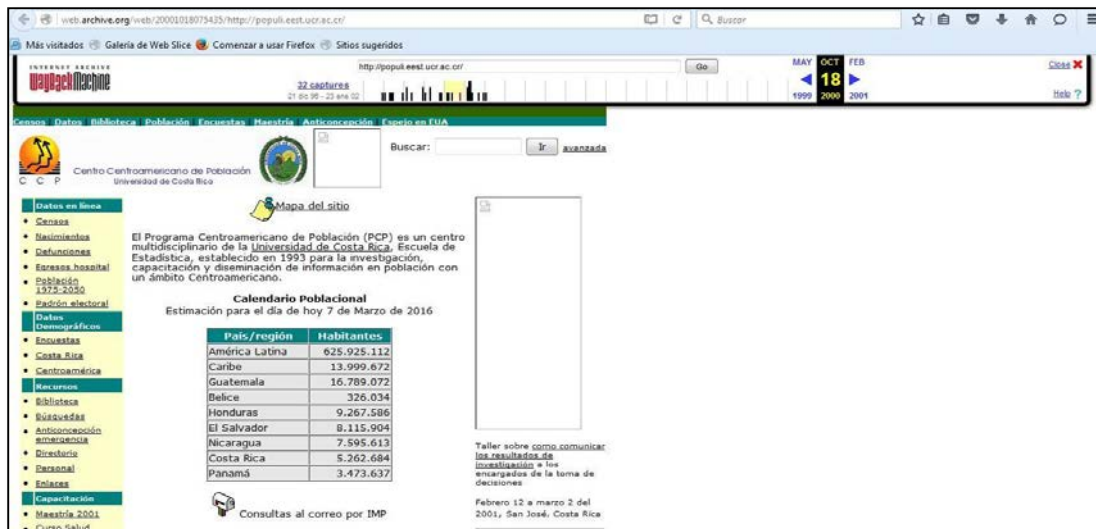 web.archive.org/web/20001018075435/http://populi.eest.ucr.ac.cr/
Buscar
Más visitados Galería de Web Slice Comenzar a usar Firefox Sitios sugeridos
INTERNET ARCHIVE
WayBackMachine
http://populi.eest.ucr.ac.cr/
Go
22 captures
21 dic 96 - 23 ene 02
MAY OCT FEB
18
1999 2000 2001
Close
Help ?
Censos Datos Biblioteca Población Encuestas Maestría Anticoncepción Espejo en EUA
C C P
Centro Centroamericano de Población
Universidad de Costa Rica
Buscar:
Ir
avanzada
Datos en línea
Censos
Nacimientos
Defunciones
Egresos hospital
Población
1975-2050
Padrón electoral
Datos
Demográficos
Encuestas
Costa Rica
Centroamérica
Recursos
Biblioteca
Búsquedas
Anticoncepción
emergencia
Directorio
Personal
Enlaces
Capacitación
Maestría 2001
Curso Salud
Mapa del sitio
El Programa Centroamericano de Población (PCP) es un centro
multidisciplinario de la Universidad de Costa Rica, Escuela de
Estadística, establecido en 1993 para la investigación,
capacitación y diseminación de información en población con
un ámbito Centroamericano.
Calendario Poblacional
Estimación para el día de
hoy 7 de Marzo de 2016
País/región Habitantes
América Latina 625.925.112
Caribe 13.999.672
Guatemala 16.789.072
Belice 326.034
Honduras 9.267.586
El Salvador 8.115.904
Nicaragua 7.595.613
Costa Rica 5.262.684
Panamá 3.473.637
Consultas al correo por IMP
Taller sobre como comunicar
los resultados de
investigación a los
encargados de la toma de
decisiones
Febrero 12 a marzo 2 del
2001, San José, Costa Rica